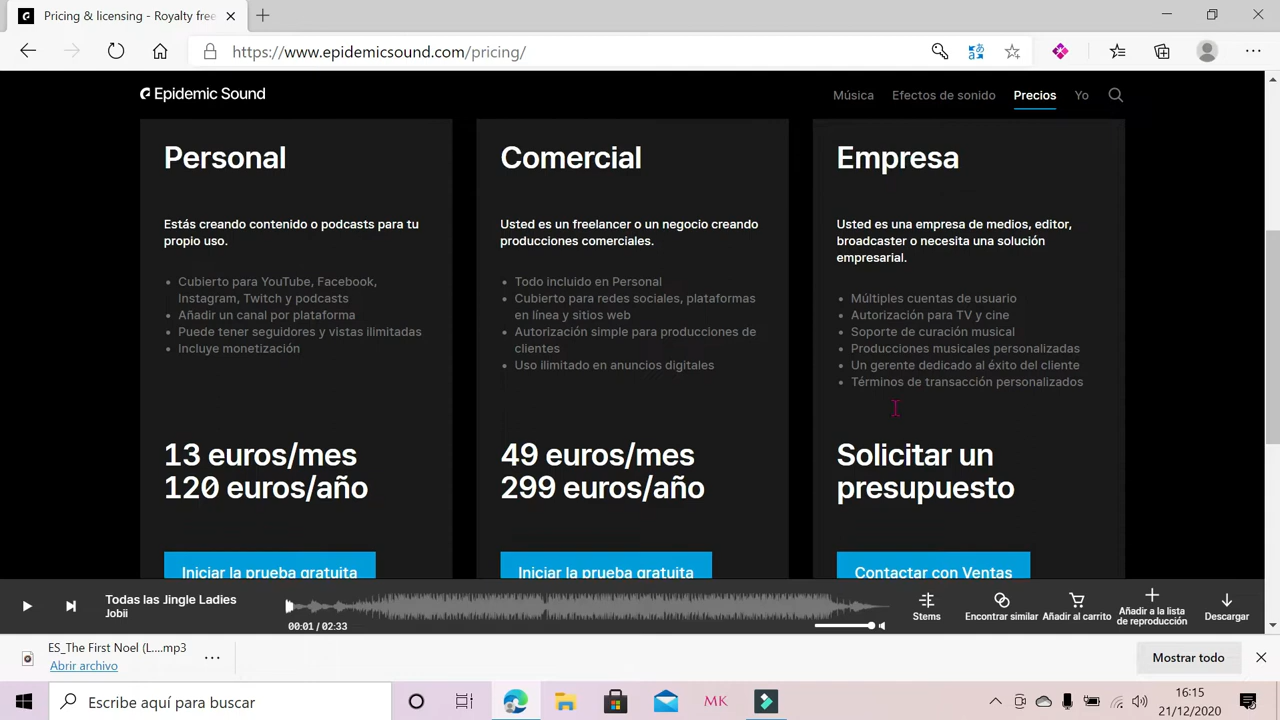 Pricing & licensing - Royalty free
https://www.epidemicsound.com/pricing/
Epidemic Sound
Música
Efectos de sonido
Precios
Yo
Personal
Estás creando contenido o podcasts para tu
propio uso.
Cubierto para YouTube, Facebook,
Instagram, Twitch y podcasts
Añadir un canal por plataforma
Puede tener seguidores y vistas ilimitadas
Incluye monetización
13 euros/mes
120 euros/año
Iniciar la prueba gratuita
Comercial
Usted es un freelancer o un negocio creando
producciones comerciales.
Todo incluido en Personal
Cubierto para redes sociales, plataformas
en línea y sitios web
Autorización simple para producciones de
clientes
Uso ilimitado en anuncios digitales
49 euros/mes
299 euros/año
Iniciar la prueba gratuita
Empresa
Usted es una empresa de medios, editor,
broadcaster o necesita una solución
empresarial.
Múltiples cuentas de usuario
Autorización para TV y cine
Soporte de curación musical
Producciones musicales personalizadas
Un gerente dedicado al éxito del cliente
Términos de transacción personalizados
Solicitar un
presupuesto
Contactar con Ventas
Todas las Jingle Ladies
Jobii
00:01 / 02:33
Stems
Encontrar similar
Añadir al carrito
Añadir a la lista
de reproducción
Descargar
ES_The First Noel (L....mp3
Abrir archivo
Mostrar todo
Escribe aquí para buscar
MK
16:15
21/12/2020